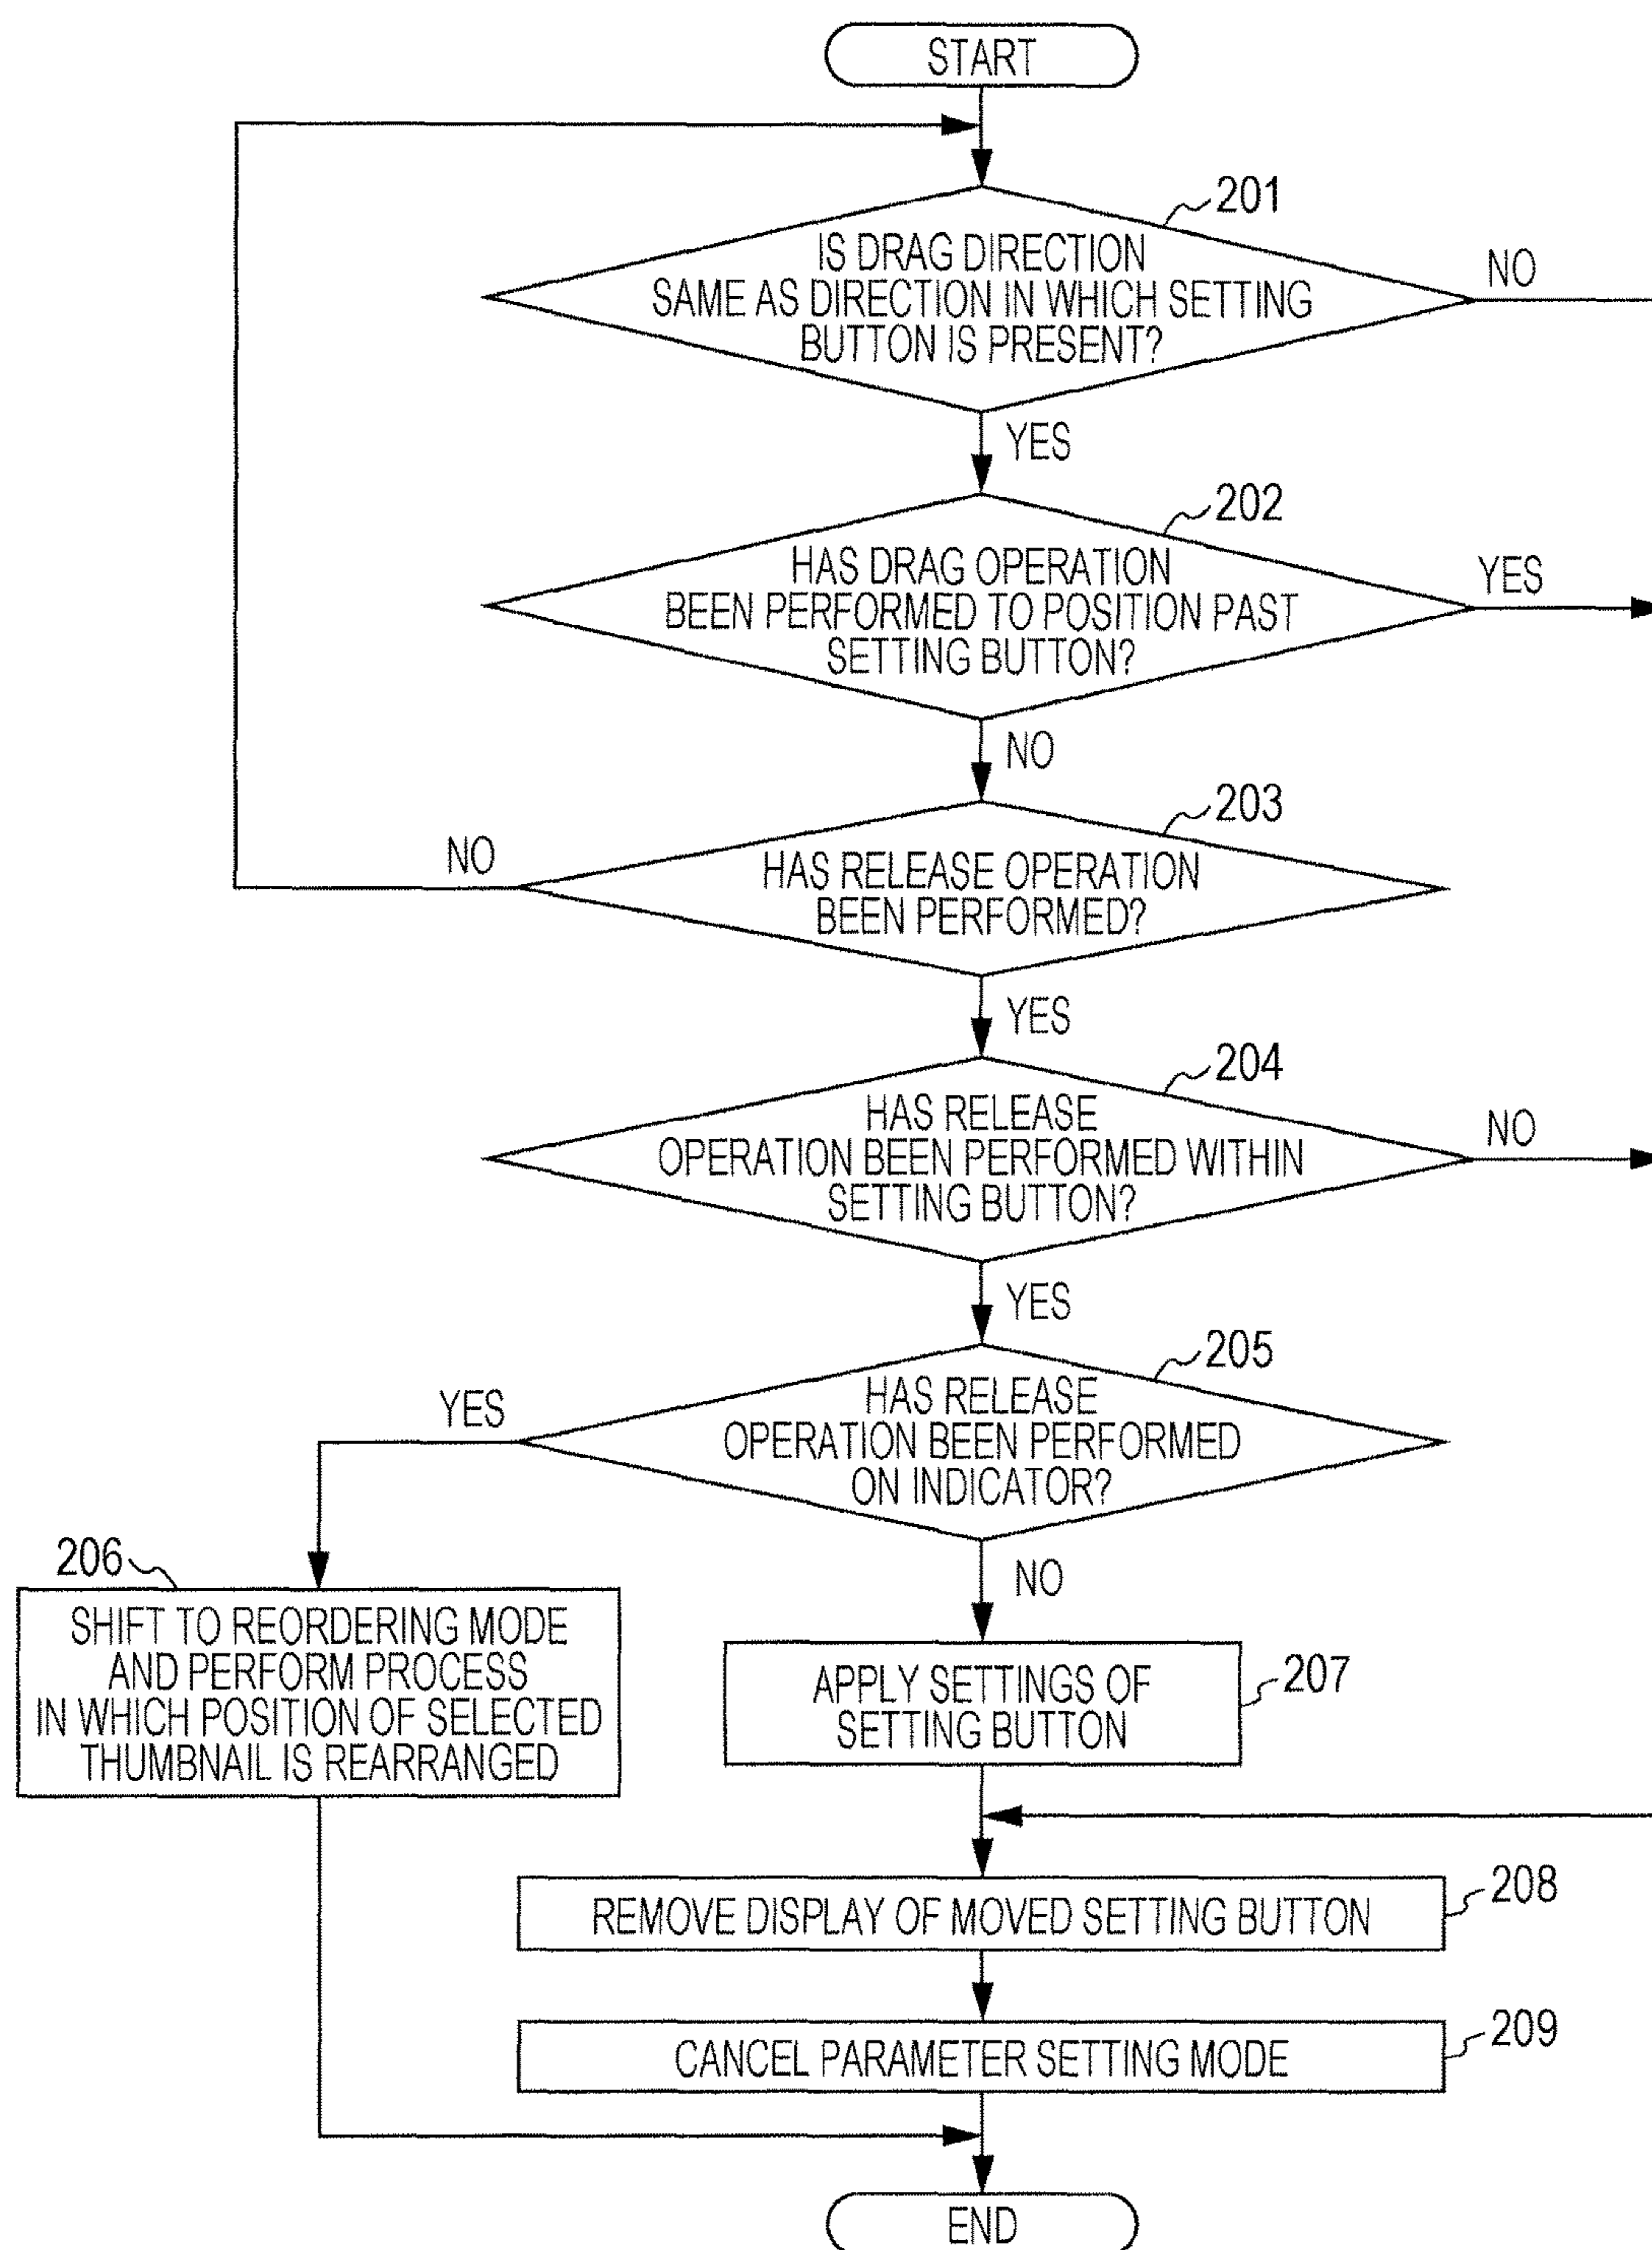 START
201
IS DRAG DIRECTION
SAME AS DIRECTION IN WHICH SETTING
BUTTON IS PRESENT?
NO
YES
202
HAS DRAG OPERATION
BEEN PERFORMED TO POSITION PAST
SETTING BUTTON?
YES
NO
203
HAS RELEASE OPERATION
BEEN PERFORMED?
NO
YES
204
HAS RELEASE
OPERATION BEEN PERFORMED WITHIN
SETTING BUTTON?
NO
YES
205
HAS RELEASE
OPERATION BEEN PERFORMED
ON INDICATOR?
YES
NO
206
SHIFT TO REORDERING MODE
AND PERFORM PROCESS
IN WHICH POSITION OF SELECTED
THUMBNAIL IS REARRANGED
207
APPLY SETTINGS OF
SETTING BUTTON
208
REMOVE DISPLAY OF MOVED SETTING BUTTON
209
CANCEL PARAMETER SETTING MODE
END